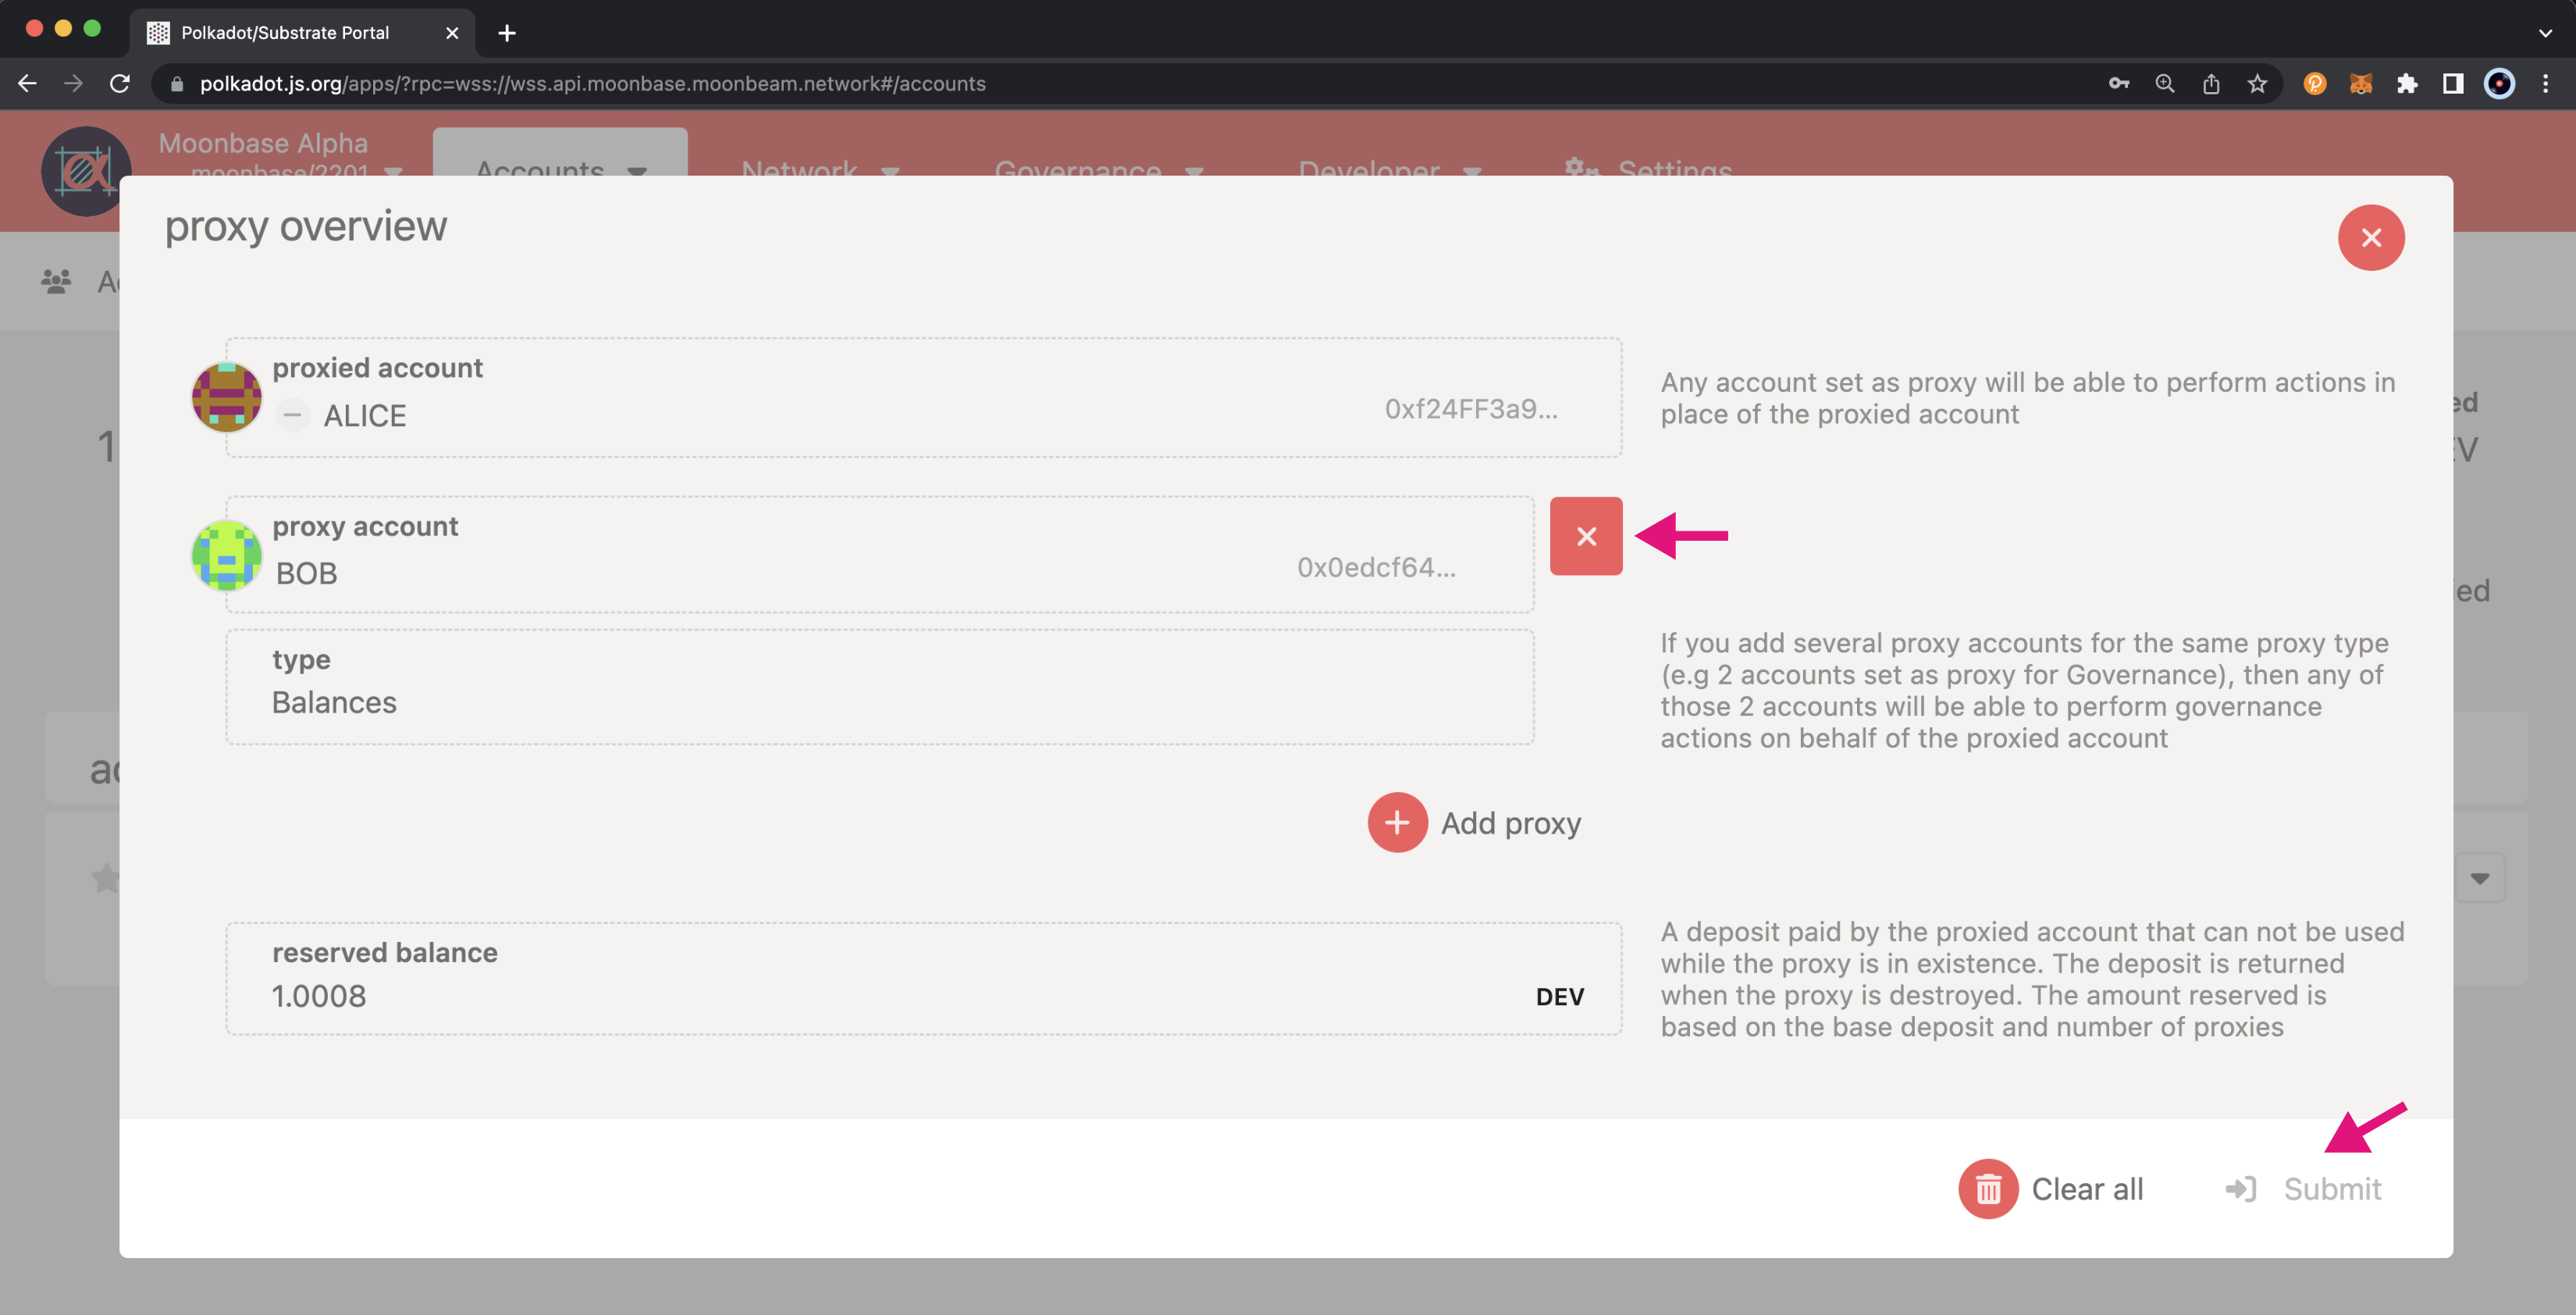 Polkadot/Substrate Portal
polkadot.js.org/apps/?rpc=wss://wss.api.moonbase.moonbeam.network#/accounts
Moonbase Alpha
moonbase/2201
Accounts
Network
Governance
Developer
Settings
proxy overview
proxied account
ALICE
0xf24FF3a9...
Any account set as proxy will be able to perform actions in
place of the proxied account
proxy account
BOB
0x0edcf64...
type
Balances
If you add several proxy accounts for the same proxy type
(e.g 2 accounts set as proxy for Governance), then any of
those 2 accounts will be able to perform governance
actions on behalf of the proxied account
Add proxy
reserved balance
1.0008
DEV
A deposit paid by the proxied account that can not be used
while the proxy is in existence. The deposit is returned
when the proxy is destroyed. The amount reserved is
based on the base deposit and number of proxies
Clear all
Submit